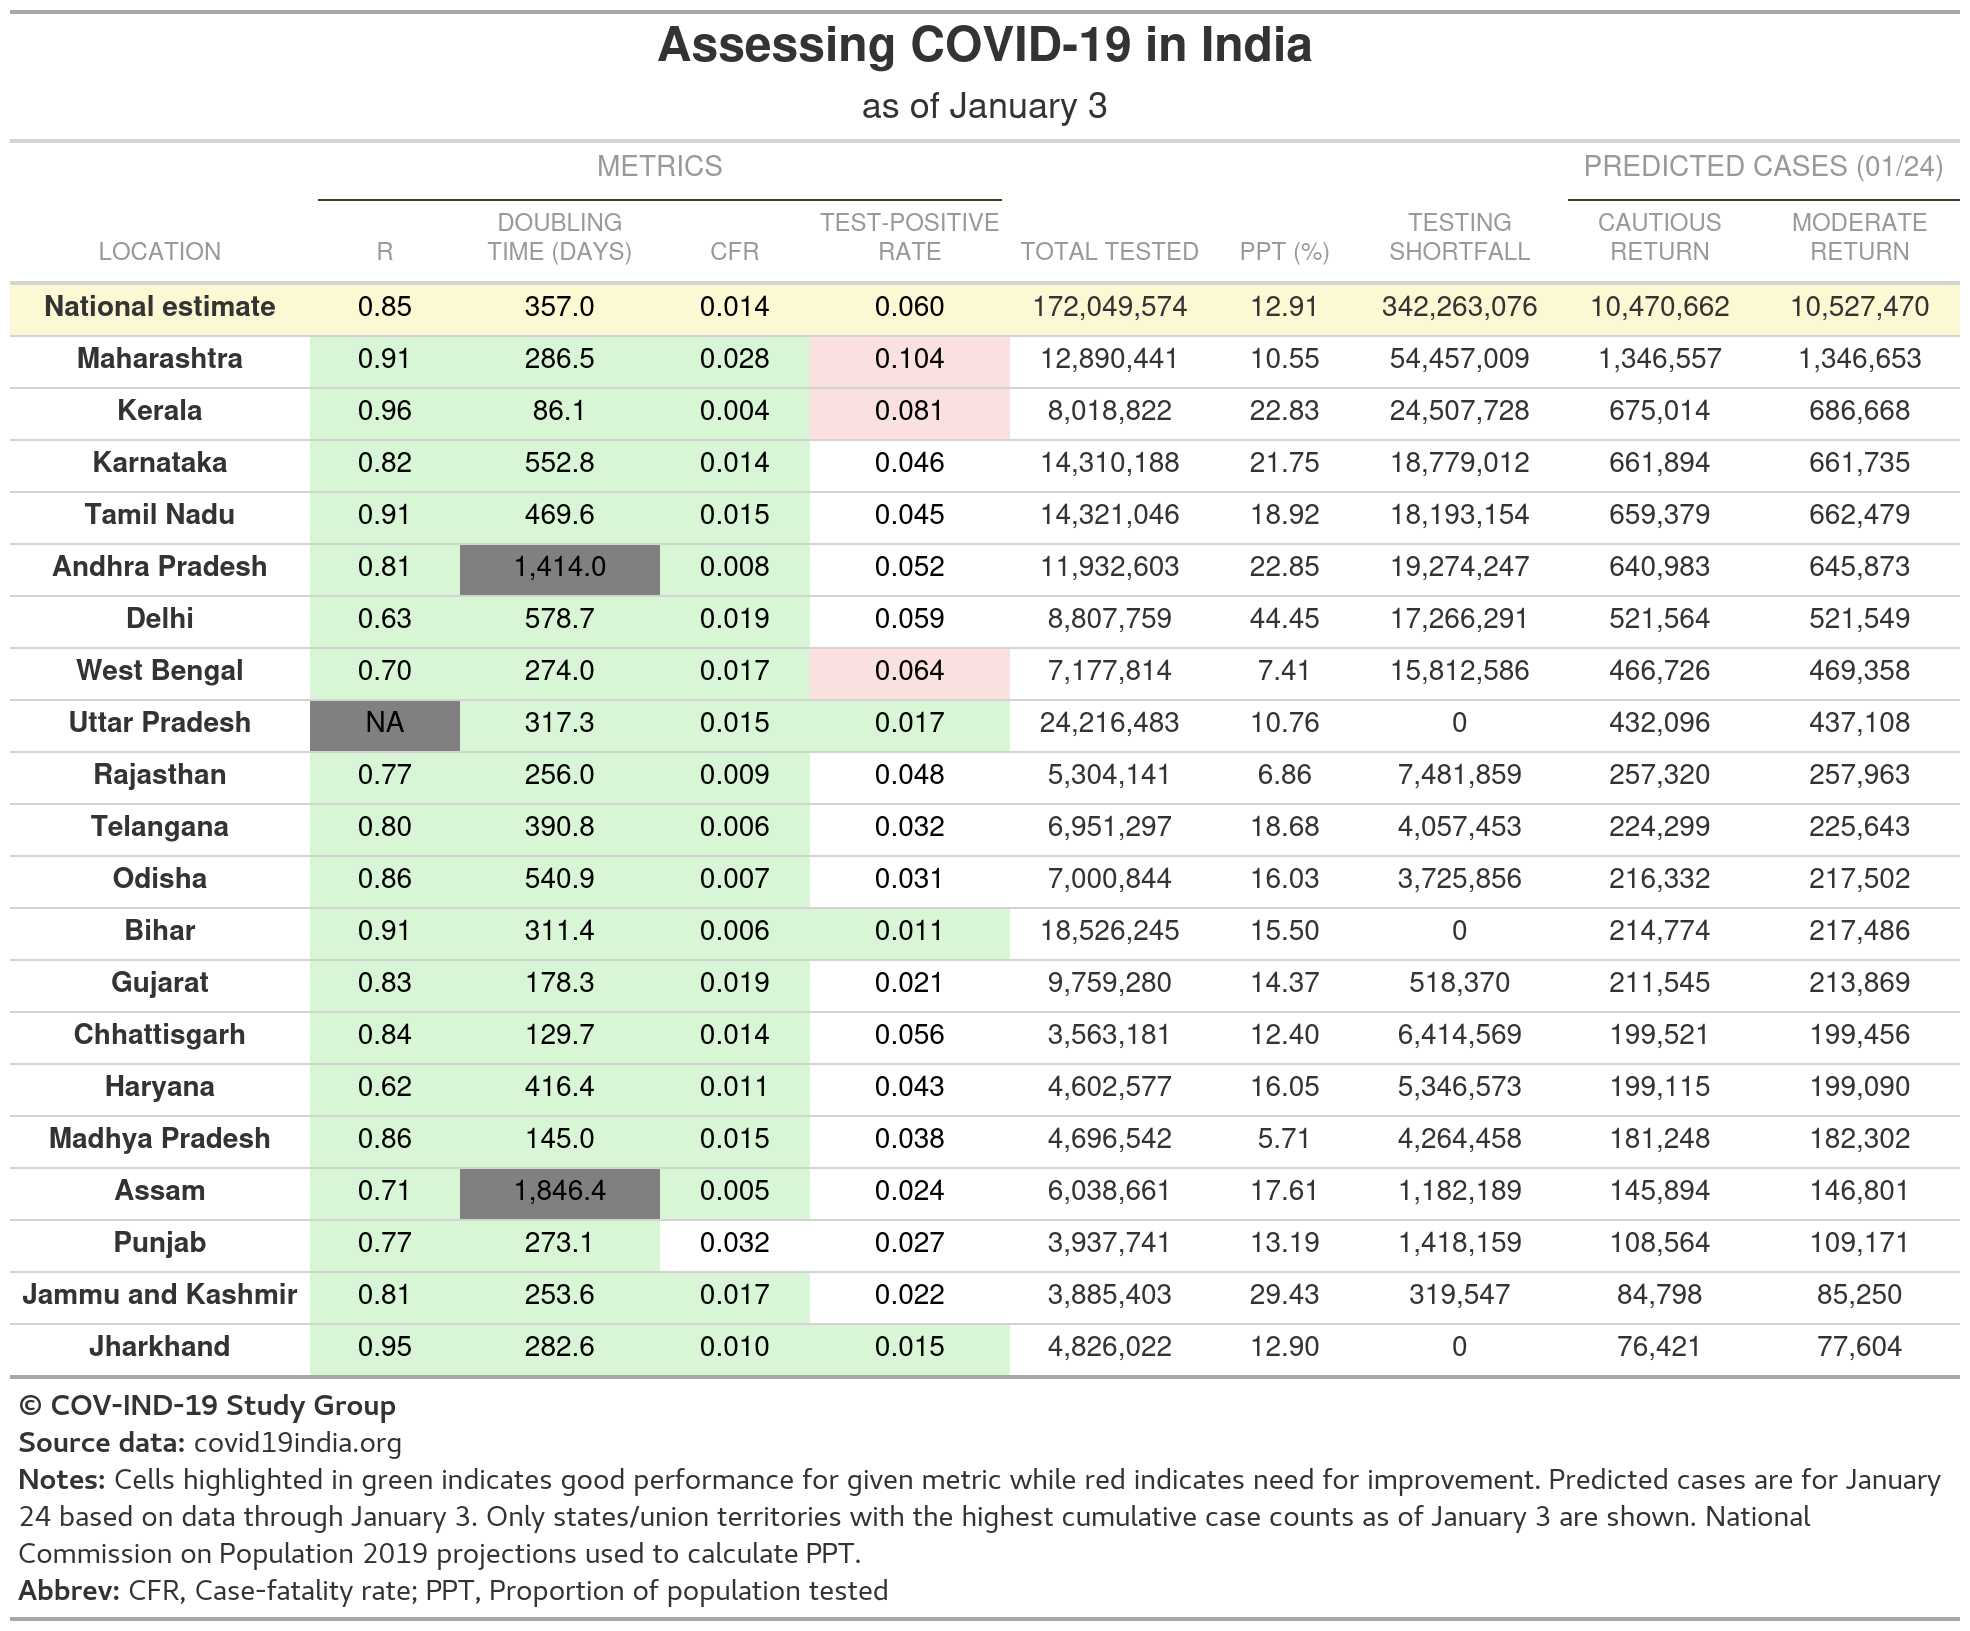 Assessing COVID-19 in India
as of January 3
METRICS PREDICTED CASES (01/24)
LOCATION R DOUBLING TIME (DAYS) CFR TEST-POSITIVE RATE TOTAL TESTED PPT (%) TESTING SHORTFALL CAUTIOUS RETURN MODERATE RETURN
National estimate 0.85 357.0 0.014 0.060 172,049,574 12.91 342,263,076 10,470,662 10,527,470
Maharashtra 0.91 286.5 0.028 0.104 12,890,441 10.55 54,457,009 1,346,557 1,346,653
Kerala 0.96 86.1 0.004 0.081 8,018,822 22.83 24,507,728 675,014 686,668
Karnataka 0.82 552.8 0.014 0.046 14,310,188 21.75 18,779,012 661,894 661,735
Tamil Nadu 0.91 469.6 0.015 0.045 14,321,046 18.92 18,193,154 659,379 662,479
Andhra Pradesh 0.81 1,414.0 0.008 0.052 11,932,603 22.85 19,274,247 640,983 645,873
Delhi 0.63 578.7 0.019 0.059 8,807,759 44.45 17,266,291 521,564 521,549
West Bengal 0.70 274.0 0.017 0.064 7,177,814 7.41 15,812,586 466,726 469,358
Uttar Pradesh NA 317.3 0.015 0.017 24,216,483 10.76 0 432,096 437,108
Rajasthan 0.77 256.0 0.009 0.048 5,304,141 6.86 7,481,859 257,320 257,963
Telangana 0.80 390.8 0.006 0.032 6,951,297 18.68 4,057,453 224,299 225,643
Odisha 0.86 540.9 0.007 0.031 7,000,844 16.03 3,725,856 216,332 217,502
Bihar 0.91 311.4 0.006 0.011 18,526,245 15.50 0 214,774 217,486
Gujarat 0.83 178.3 0.019 0.021 9,759,280 14.37 518,370 211,545 213,869
Chhattisgarh 0.84 129.7 0.014 0.056 3,563,181 12.40 6,414,569 199,521 199,456
Haryana 0.62 416.4 0.011 0.043 4,602,577 16.05 5,346,573 199,115 199,090
Madhya Pradesh 0.86 145.0 0.015 0.038 4,696,542 5.71 4,264,458 181,248 182,302
Assam 0.71 1,846.4 0.005 0.024 6,038,661 17.61 1,182,189 145,894 146,801
Punjab 0.77 273.1 0.032 0.027 3,937,741 13.19 1,418,159 108,564 109,171
Jammu and Kashmir 0.81 253.6 0.017 0.022 3,885,403 29.43 319,547 84,798 85,250
Jharkhand 0.95 282.6 0.010 0.015 4,826,022 12.90 0 76,421 77,604
© COV-IND-19 Study Group
Source data: covid19india.org
Notes: Cells highlighted in green indicates good performance for given metric while red indicates need for improvement. Predicted cases are for January
24 based on data through January 3. Only states/union territories with the highest cumulative case counts as of January 3 are shown. National
Commission on Population 2019 projections used to calculate PPT.
Abbrev: CFR, Case-fatality rate; PPT, Proportion of population tested